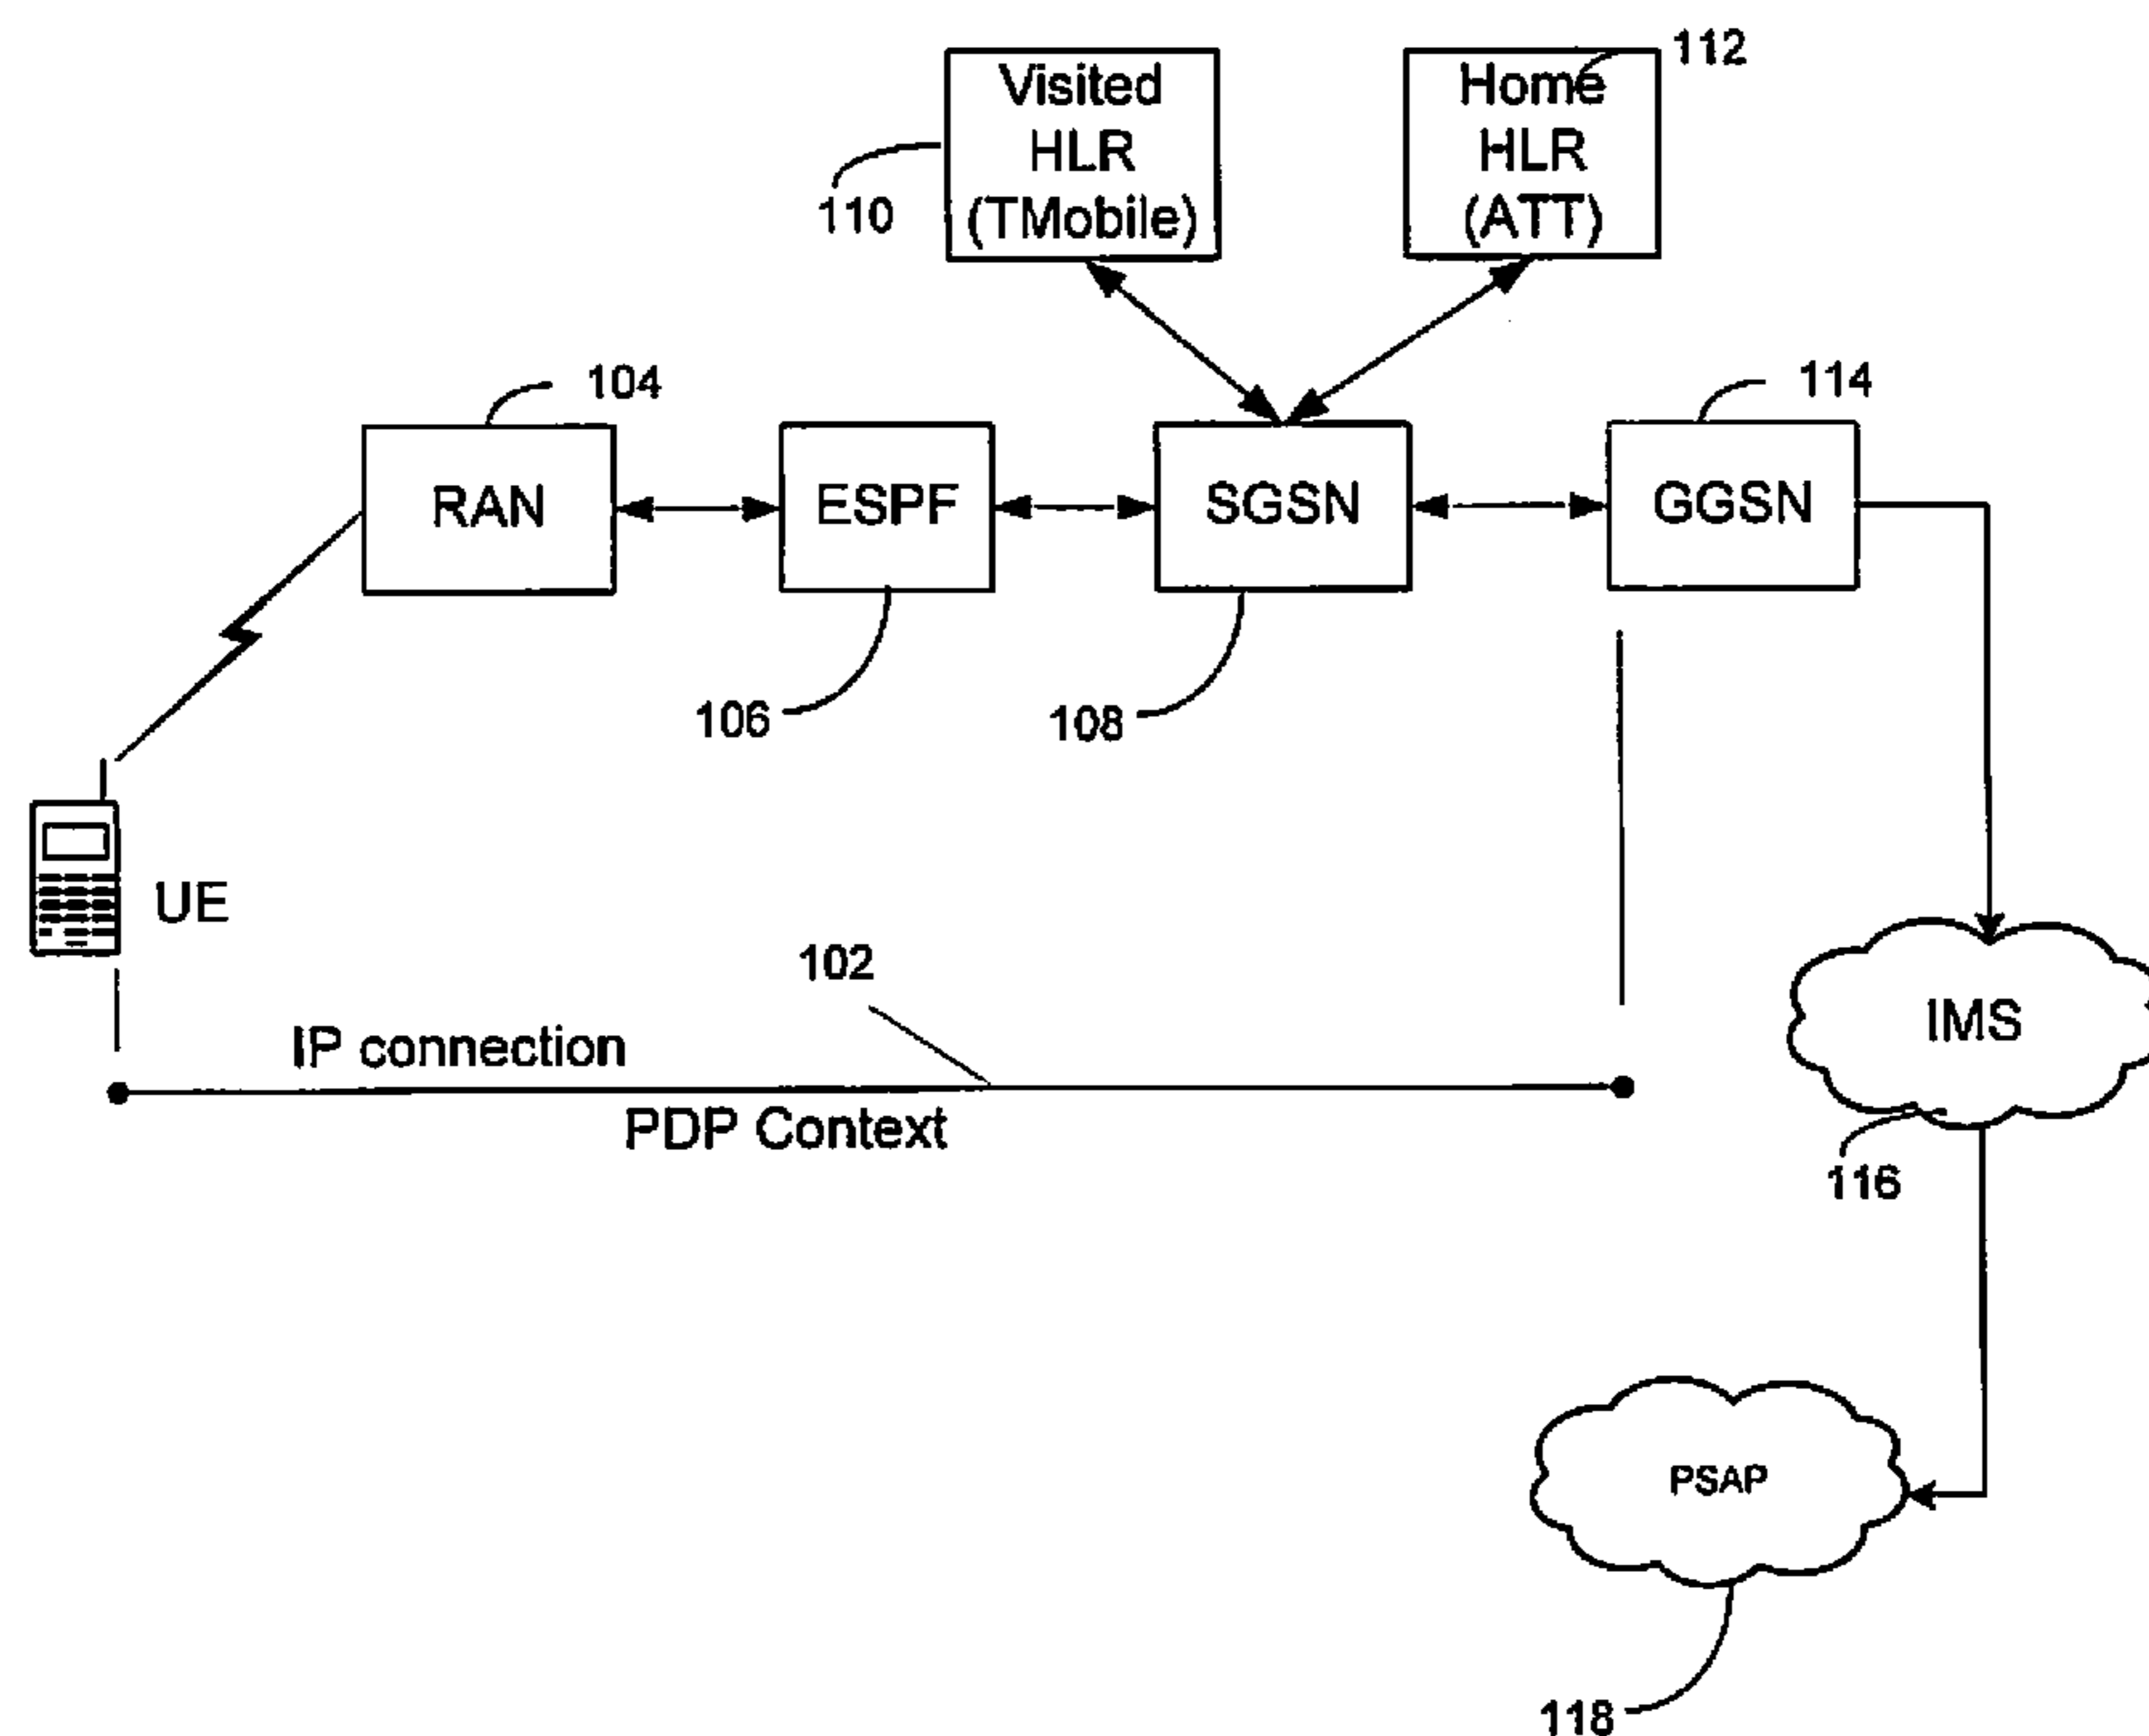 112
Visited
HLR
(TMobile)
Home
HLR
(ATT)
110
104
114
RAN
ESPF
SGSN
GGSN
106
108
UE
102
IP connection
PDP Context
IMS
116
PSAP
118